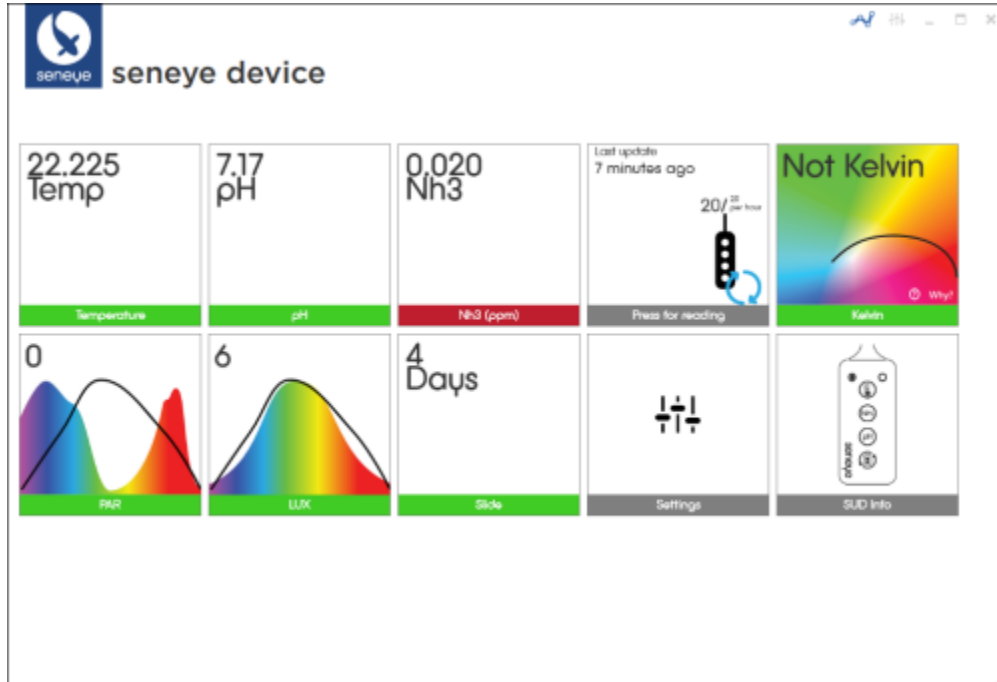 seneye
seneye device
22.225
Temp
Temperature
7.17
pH
pH
0.020
Nh3
Nh3 (ppm)
Last update
7 minutes ago
20/
per hour
Press for reading
Not Kelvin
? Why?
Kelvin
0
PAR
6
LUX
4
Days
Slide
Settings
pH
seneye
SUD Info